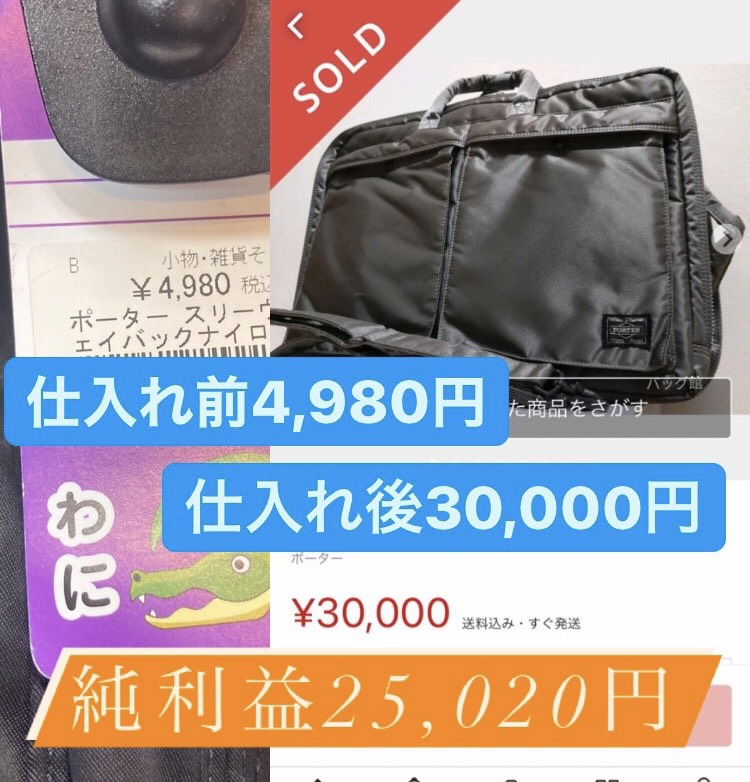 B
小物・雑貨そ
¥4,980 税込
ポーター スリーウ
ェイバックナイロ
わに
SOLD
PORTER
バッグ館
た商品をさがす
仕入れ前4,980円
仕入れ後30,000円
ポーター
¥30,000 送料込み・すぐ発送
純利益25,020円